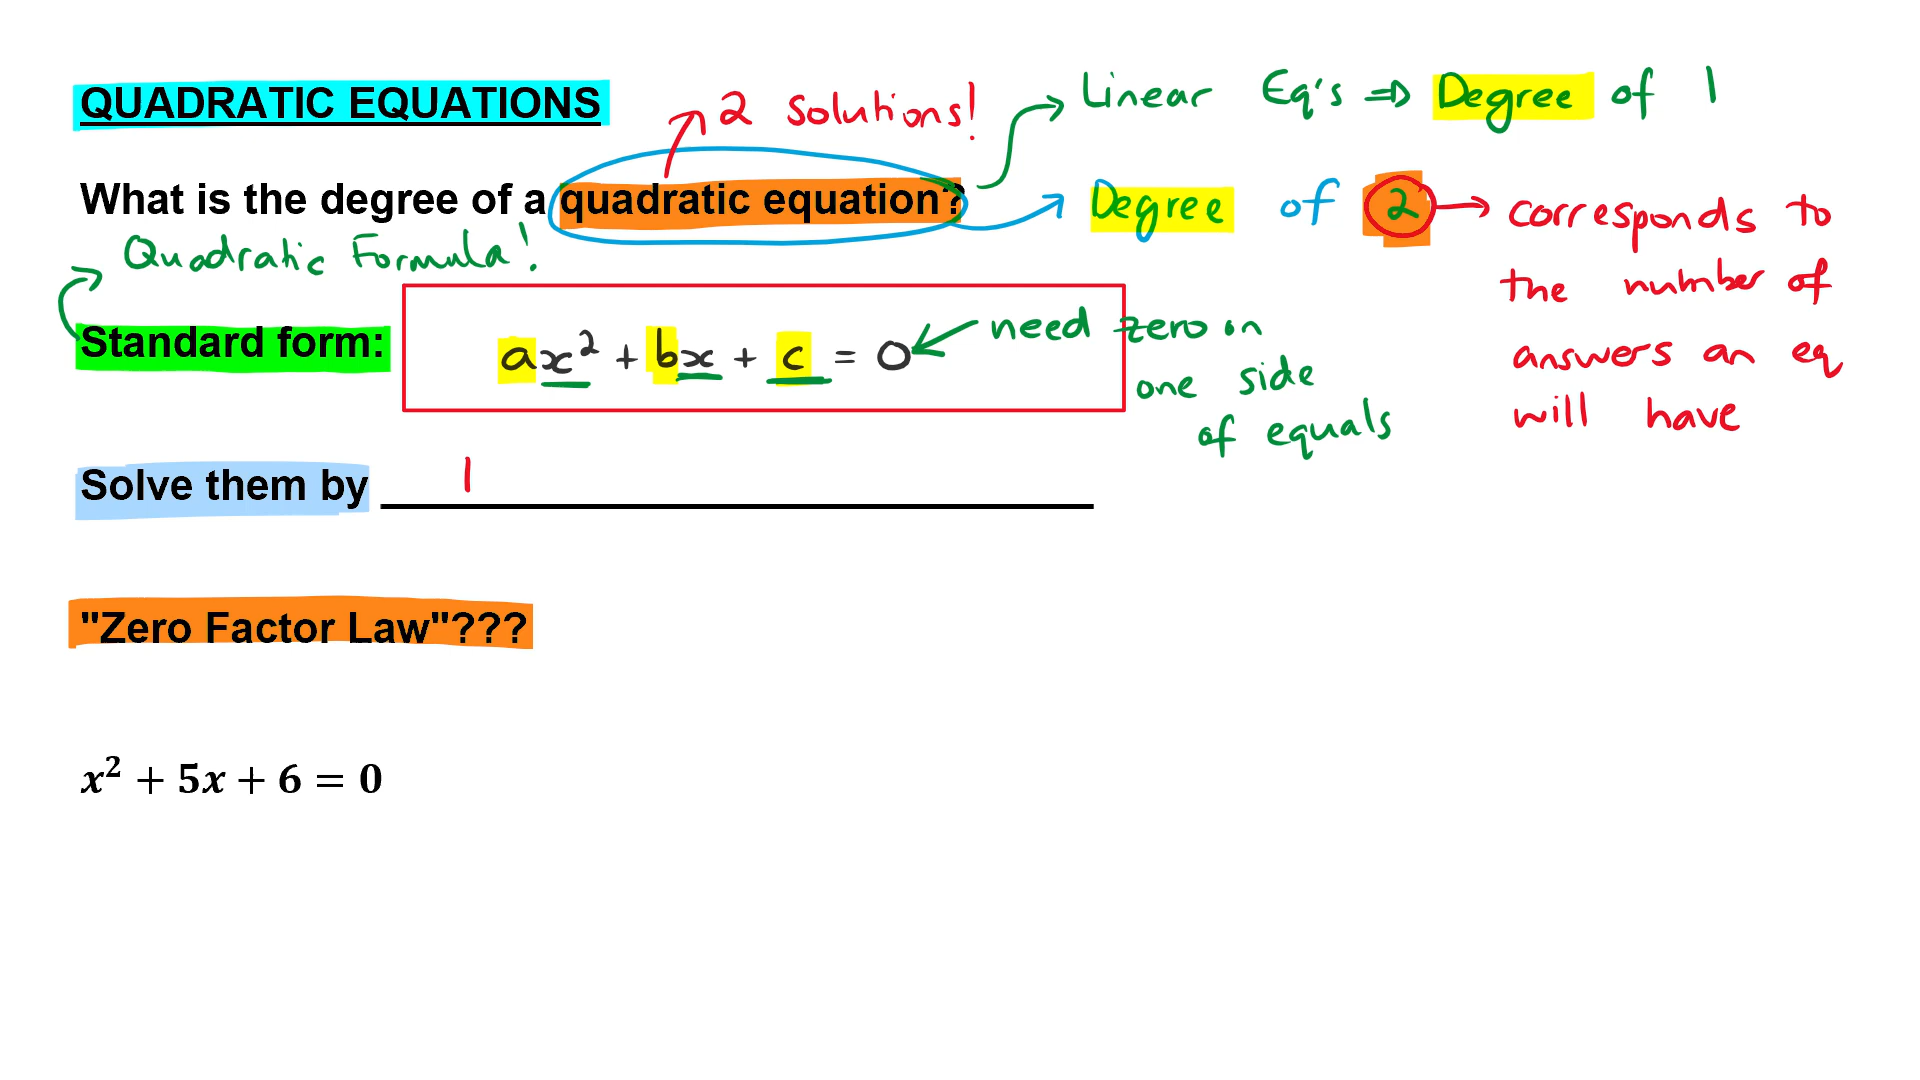 QUADRATIC EQUATIONS
2 Solutions!
Linear Eq's ⇒ Degree of 1
What is the degree of a quadratic equation?
Degree of 2 → corresponds to
the number of
answers an eq
will have
Quadratic Formula!
Standard form:
ax² + bx + c = 0
need zero on
one side
of equals
Solve them by ____________________
"Zero Factor Law"???
x² + 5x + 6 = 0